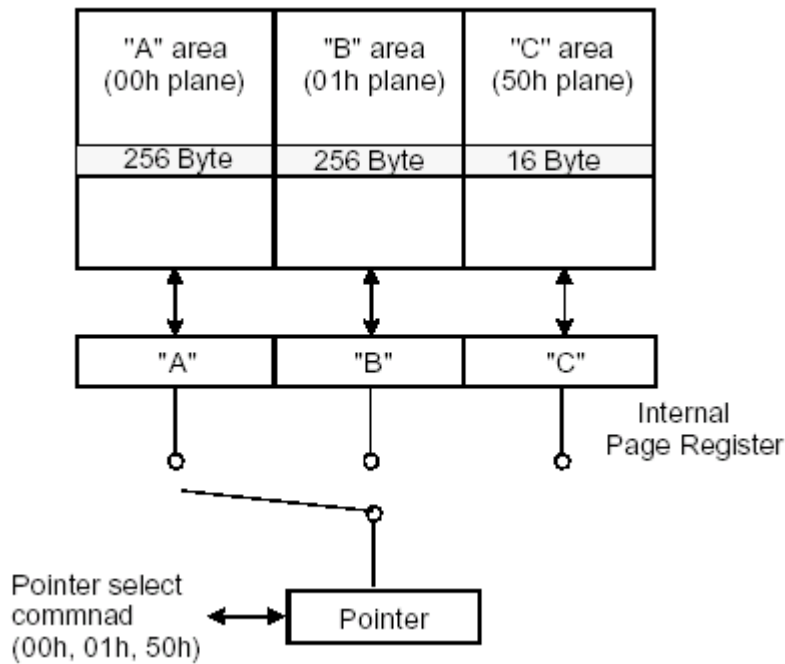 "A" area
(00h plane)
"B" area
(01h plane)
"C" area
(50h plane)
256 Byte
256 Byte
16 Byte
"A"
"B"
"C"
Internal
Page Register
Pointer select
commnad
(00h, 01h, 50h)
Pointer